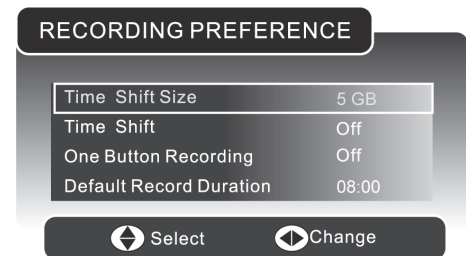 RECORDING PREFERENCE
Time Shift Size 5 GB
Time Shift Off
One Button Recording Off
Default Record Duration 08:00
Select Change